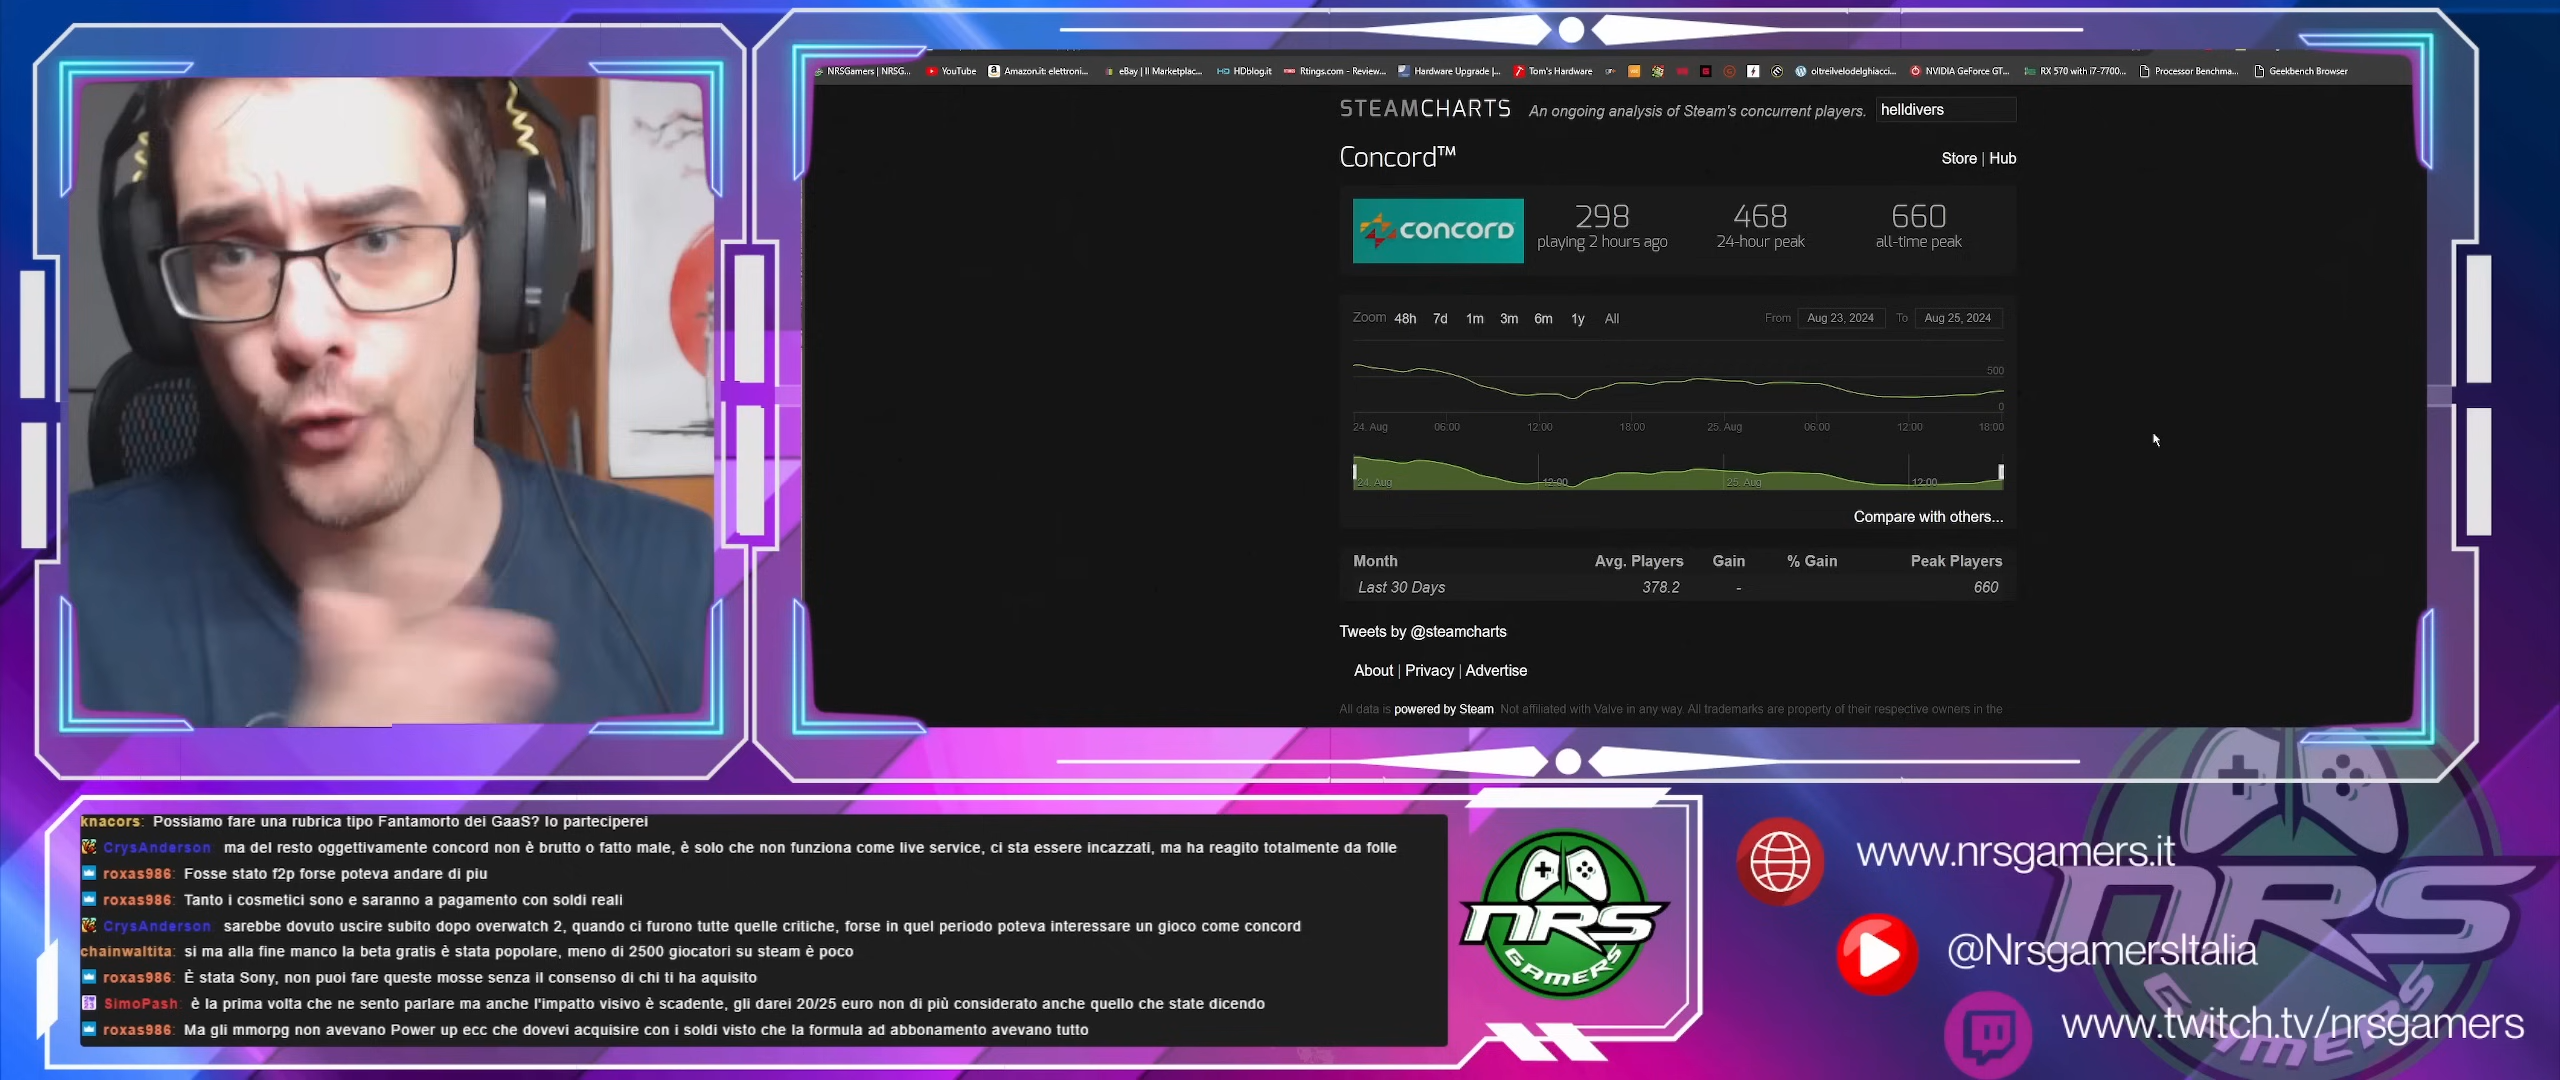 NRSGamers | NRSG... YouTube Amazon.it: elettroni... eBay | Il Marketplac... HDblog.it Rtings.com - Review... Hardware Upgrade |... Tom's Hardware oltreilvelodelghiacci... NVIDIA GeForce GT... RX 570 with i7-7700... Processor Benchma... Geekbench Browser
STEAMCHARTS An ongoing analysis of Steam's concurrent players. helldivers
Concord™ Store | Hub
CONCORD 298 468 660
playing 2 hours ago 24-hour peak all-time peak
Zoom 48h 7d 1m 3m 6m 1y All From Aug 23, 2024 To Aug 25, 2024
500
0
24. Aug 06:00 12:00 18:00 25. Aug 06:00 12:00 18:00
24. Aug 12:00 25. Aug 12:00
Compare with others...
Month Avg. Players Gain % Gain Peak Players
Last 30 Days 378.2 - 660
Tweets by @steamcharts
About | Privacy | Advertise
All data is powered by Steam. Not affiliated with Valve in any way. All trademarks are property of their respective owners in the
knacors: Possiamo fare una rubrica tipo Fantamorto dei GaaS? Io parteciperei
CrysAnderson: ma del resto oggettivamente concord non è brutto o fatto male, è solo che non funziona come live service, ci sta essere incazzati, ma ha reagito totalmente da folle
roxas986: Fosse stato f2p forse poteva andare di piu
roxas986: Tanto i cosmetici sono e saranno a pagamento con soldi reali
CrysAnderson: sarebbe dovuto uscire subito dopo overwatch 2, quando ci furono tutte quelle critiche, forse in quel periodo poteva interessare un gioco come concord
chainwaltita: si ma alla fine manco la beta gratis è stata popolare, meno di 2500 giocatori su steam è poco
roxas986: È stata Sony, non puoi fare queste mosse senza il consenso di chi ti ha aquisito
SimoPash: è la prima volta che ne sento parlare ma anche l'impatto visivo è scadente, gli darei 20/25 euro non di più considerato anche quello che state dicendo
roxas986: Ma gli mmorpg non avevano Power up ecc che dovevi acquisire con i soldi visto che la formula ad abbonamento avevano tutto
NRS
GAMERS
www.nrsgamers.it
@NrsgamersItalia
www.twitch.tv/nrsgamers
NRS
GAMERS